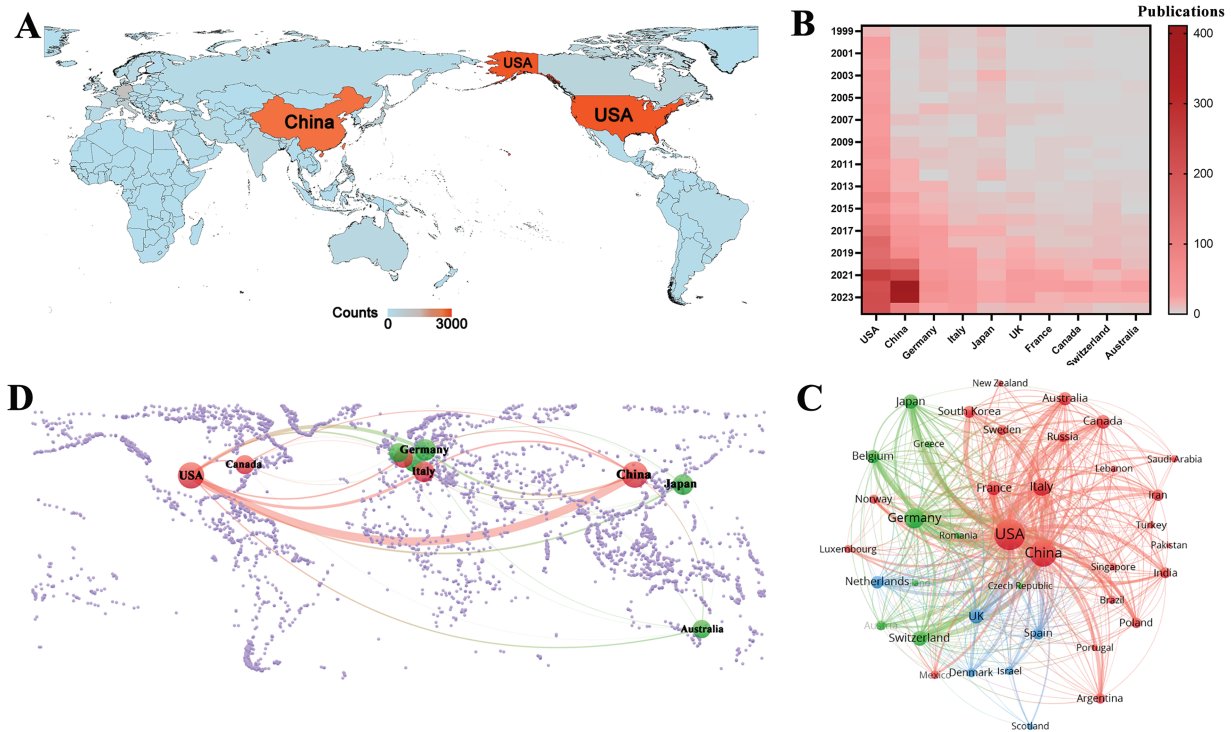 A
USA
China
USA
Counts
0
3000
B
Publications
1999
2001
2003
2005
2007
2009
2011
2013
2015
2017
2019
2021
2023
USA
China
Germany
Italy
Japan
UK
France
Canada
Switzerland
Australia
400
300
200
100
0
D
USA
Canada
Germany
Italy
China
Japan
Australia
C
New Zealand
Japan
South Korea
Australia
Sweden
Russia
Canada
Greece
Belgium
Lebanon
Saudi Arabia
France
Italy
Norway
Iran
Germany
USA
Turkey
Romania
Luxembourg
China
Pakistan
Singapore
India
Netherlands
Czech Republic
Brazil
UK
Austria
Switzerland
Spain
Poland
Portugal
Mexico
Denmark
Israel
Argentina
Scotland